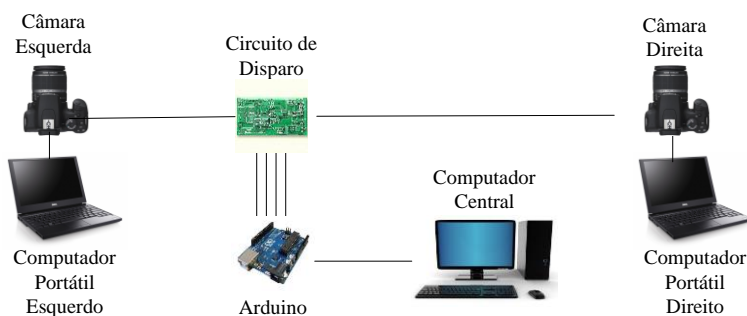 Câmara
Esquerda
Circuito de
Disparo
Câmara
Direita
Computador
Central
Computador
Portátil
Esquerdo
Arduino
Computador
Portátil
Direito